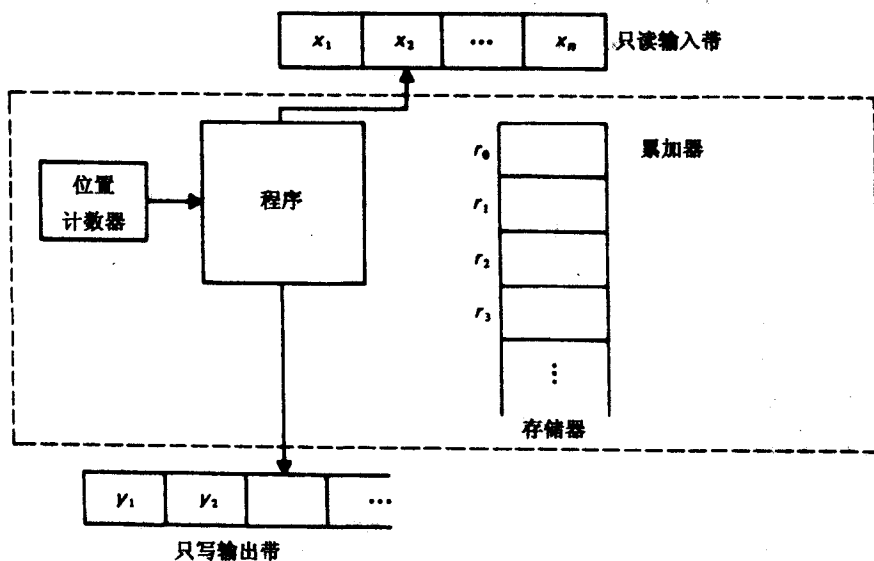 x₁ x₂ … xₙ 只读输入带
位置
计数器
程序
r₀ 累加器
r₁
r₂
r₃
⋮
存储器
y₁ y₂ …
只写输出带